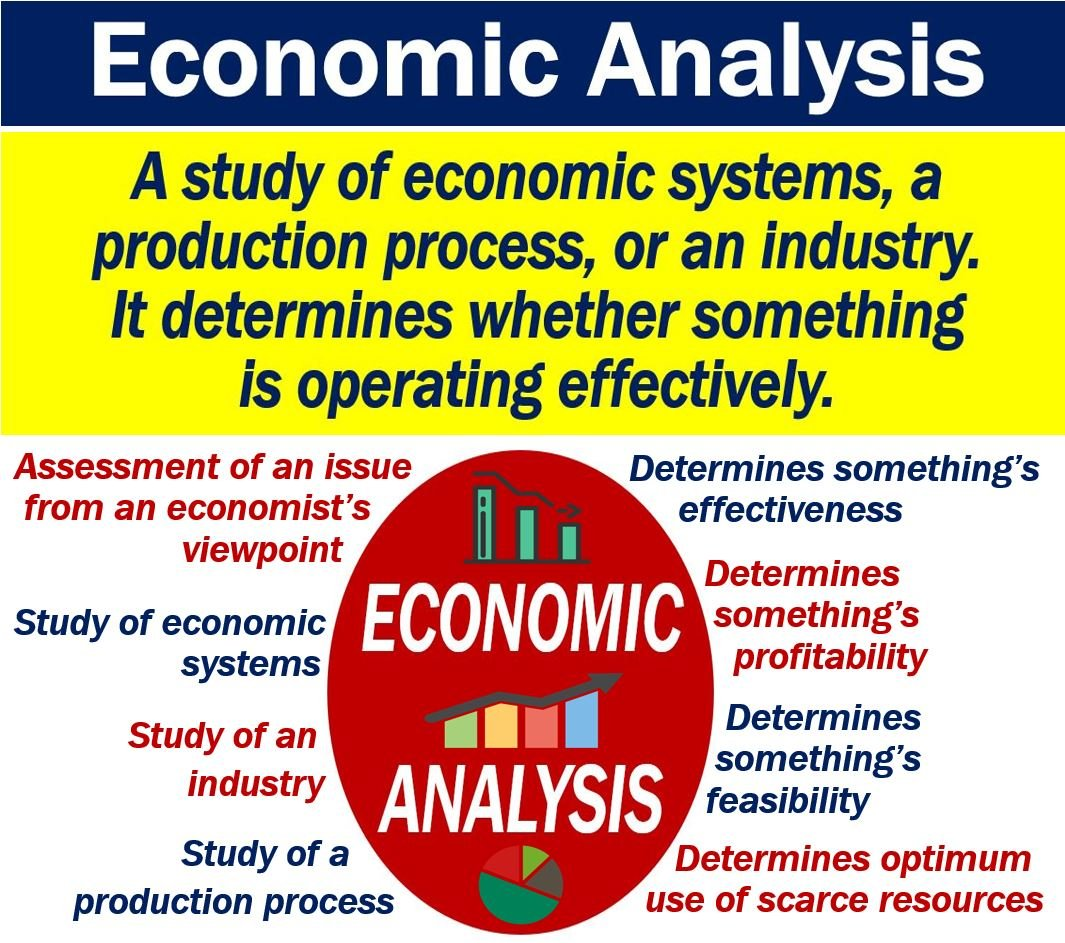 Economic Analysis
A study of economic systems, a
production process, or an industry.
It determines whether something
is operating effectively.
Assessment of an issue
from an economist's
viewpoint
Study of economic
systems
Study of an
industry
Study of a
production process
ECONOMIC
ANALYSIS
Determines something's
effectiveness
Determines
something's
profitability
Determines
something's
feasibility
Determines optimum
use of scarce resources